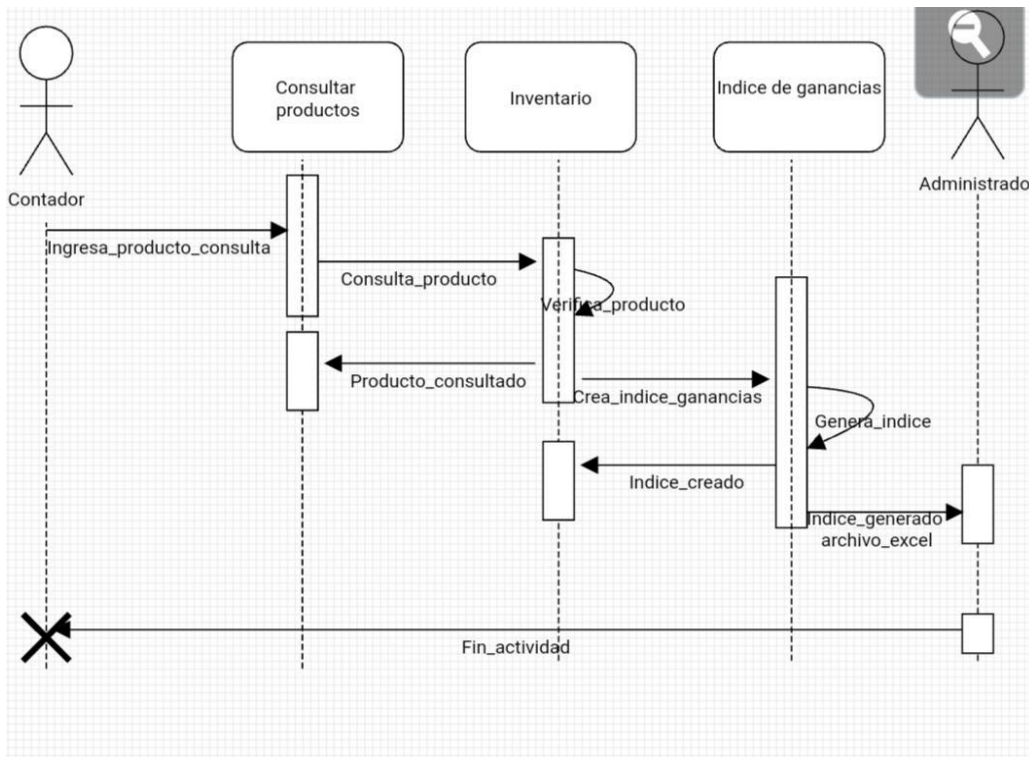 Consultar
productos
Inventario
Indice de ganancias
Contador
Administrado
Ingresa_producto_consulta
Consulta_producto
Verifica_producto
Producto_consultado
Crea_indice_ganancias
Genera_indice
Indice_creado
Indice_generado
archivo_excel
Fin_actividad